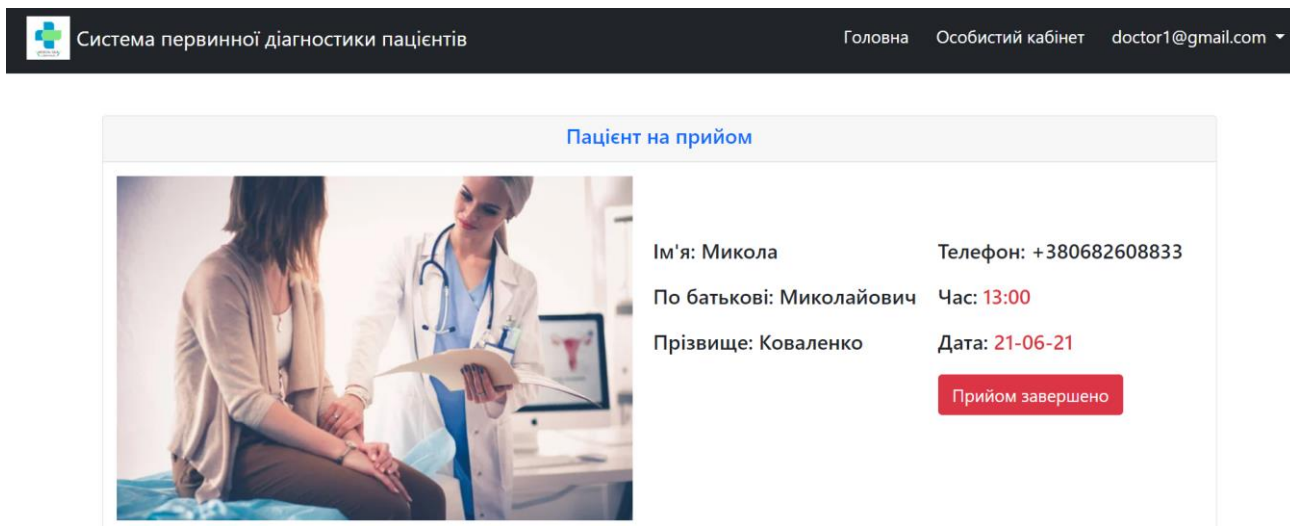 Система первинної діагностики пацієнтів
Головна Особистий кабінет doctor1@gmail.com
Пацієнт на прийом
Ім'я: Микола
По батькові: Миколайович
Прізвище: Коваленко
Телефон: +380682608833
Час: 13:00
Дата: 21-06-21
Прийом завершено